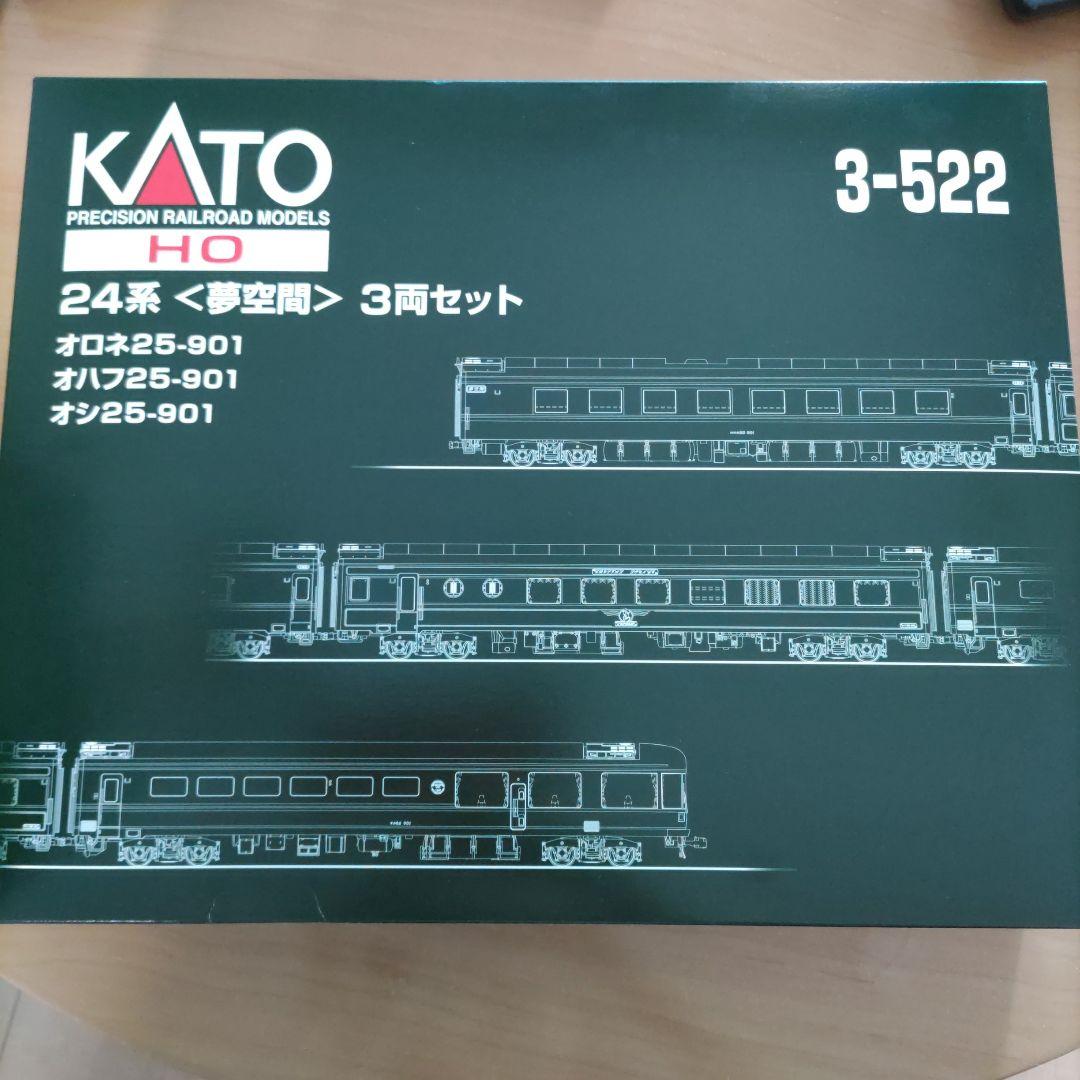 KATO
PRECISION RAILROAD MODELS
HO
3-522
24系 <夢空間> 3両セット
オロネ25-901
オハフ25-901
オシ25-901